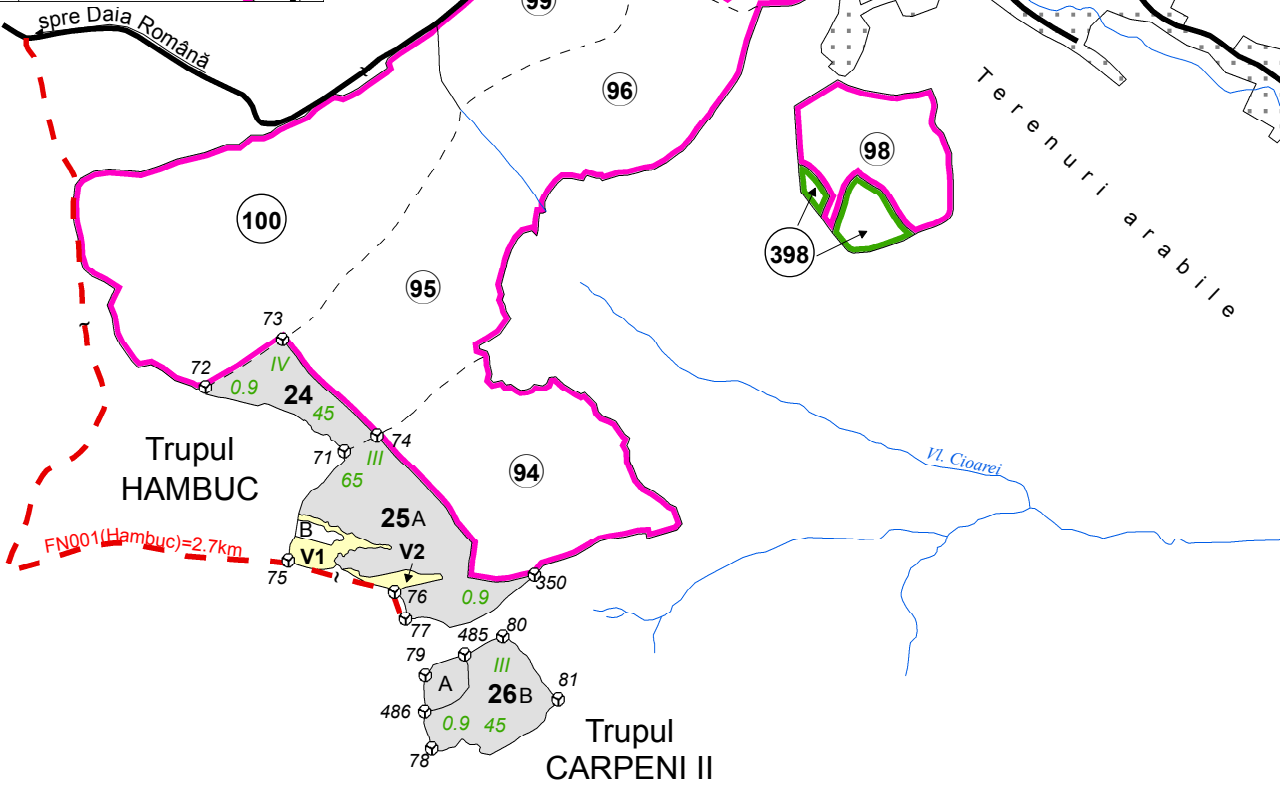 99
spre Daia Română
96
Terenuri arabile
98
100
398
95
73
72
IV
0.9
24
45
74
71
III
65
Trupul
HAMBUC
94
Vl. Cioarei
25A
B
V1
V2
FN001(Hambuc)=2.7km
75
76
350
0.9
77
485
80
79
III
A
26B
81
486
0.9
45
78
Trupul
CARPENI II